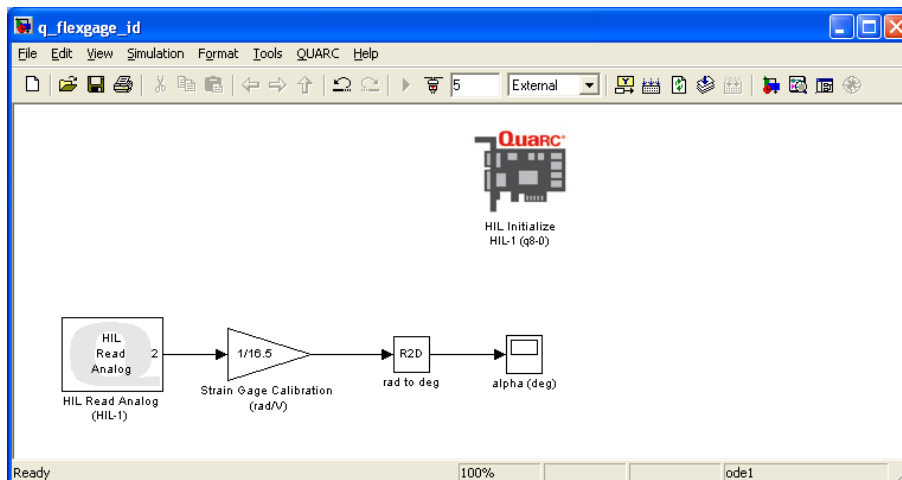 q_flexgage_id
File Edit View Simulation Format Tools QUARC Help
5 External
QUARC®
HIL Initialize
HIL-1 (q8-0)
HIL
Read
Analog
2
HIL Read Analog
(HIL-1)
1/16.5
Strain Gage Calibration
(rad/V)
R2D
rad to deg
alpha (deg)
Ready 100% ode1